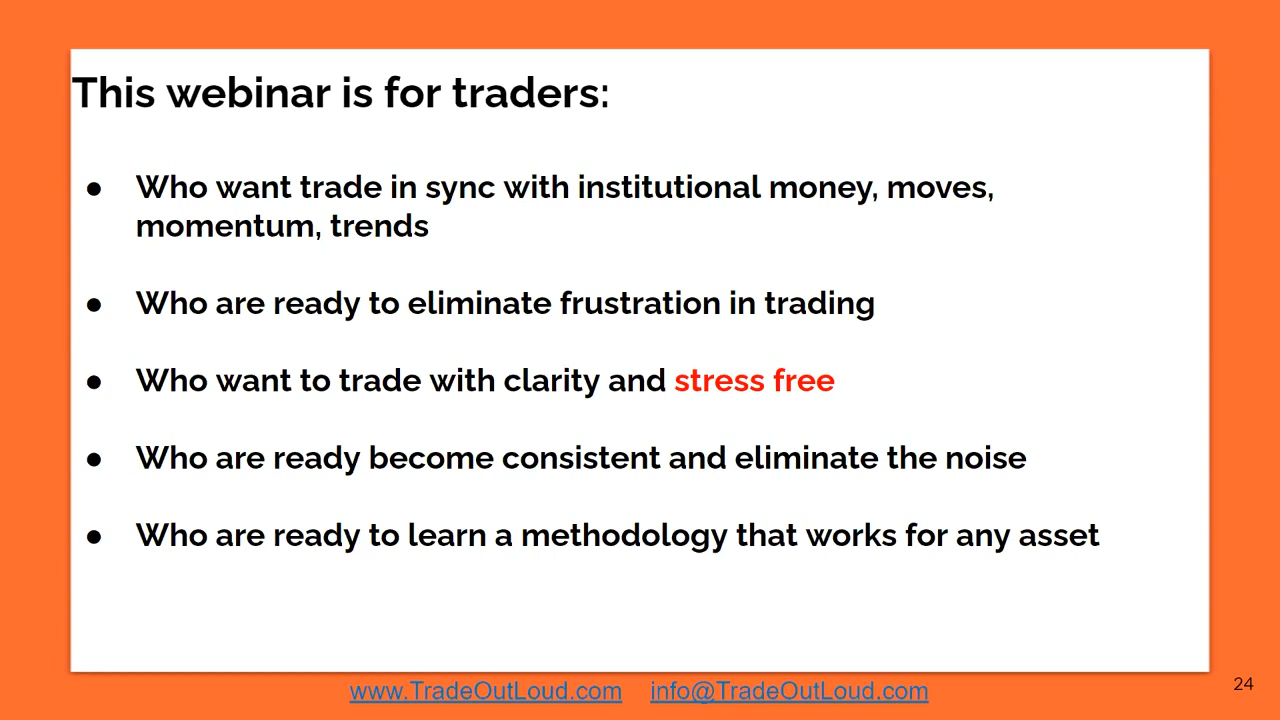 This webinar is for traders:
● Who want trade in sync with institutional money, moves,
momentum, trends
● Who are ready to eliminate frustration in trading
● Who want to trade with clarity and stress free
● Who are ready become consistent and eliminate the noise
● Who are ready to learn a methodology that works for any asset
www.TradeOutLoud.com info@TradeOutLoud.com
24